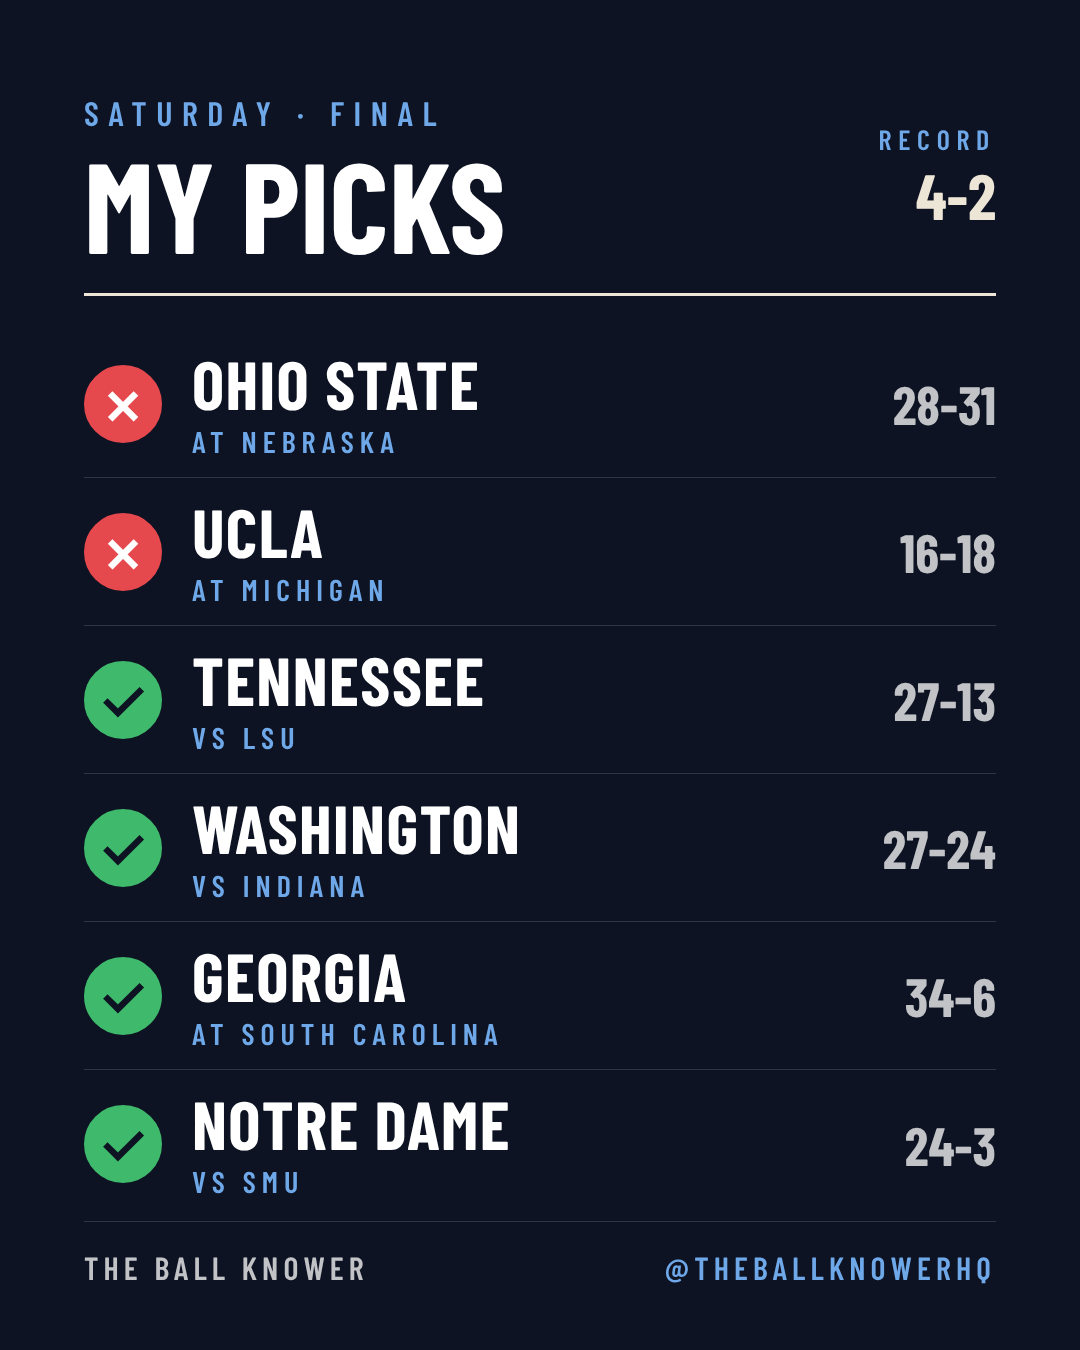 SATURDAY · FINAL
MY PICKS
RECORD
4-2
OHIO STATE
AT NEBRASKA
28-31
UCLA
AT MICHIGAN
16-18
TENNESSEE
VS LSU
27-13
WASHINGTON
VS INDIANA
27-24
GEORGIA
AT SOUTH CAROLINA
34-6
NOTRE DAME
VS SMU
24-3
THE BALL KNOWER
@THEBALLKNOWERHQ